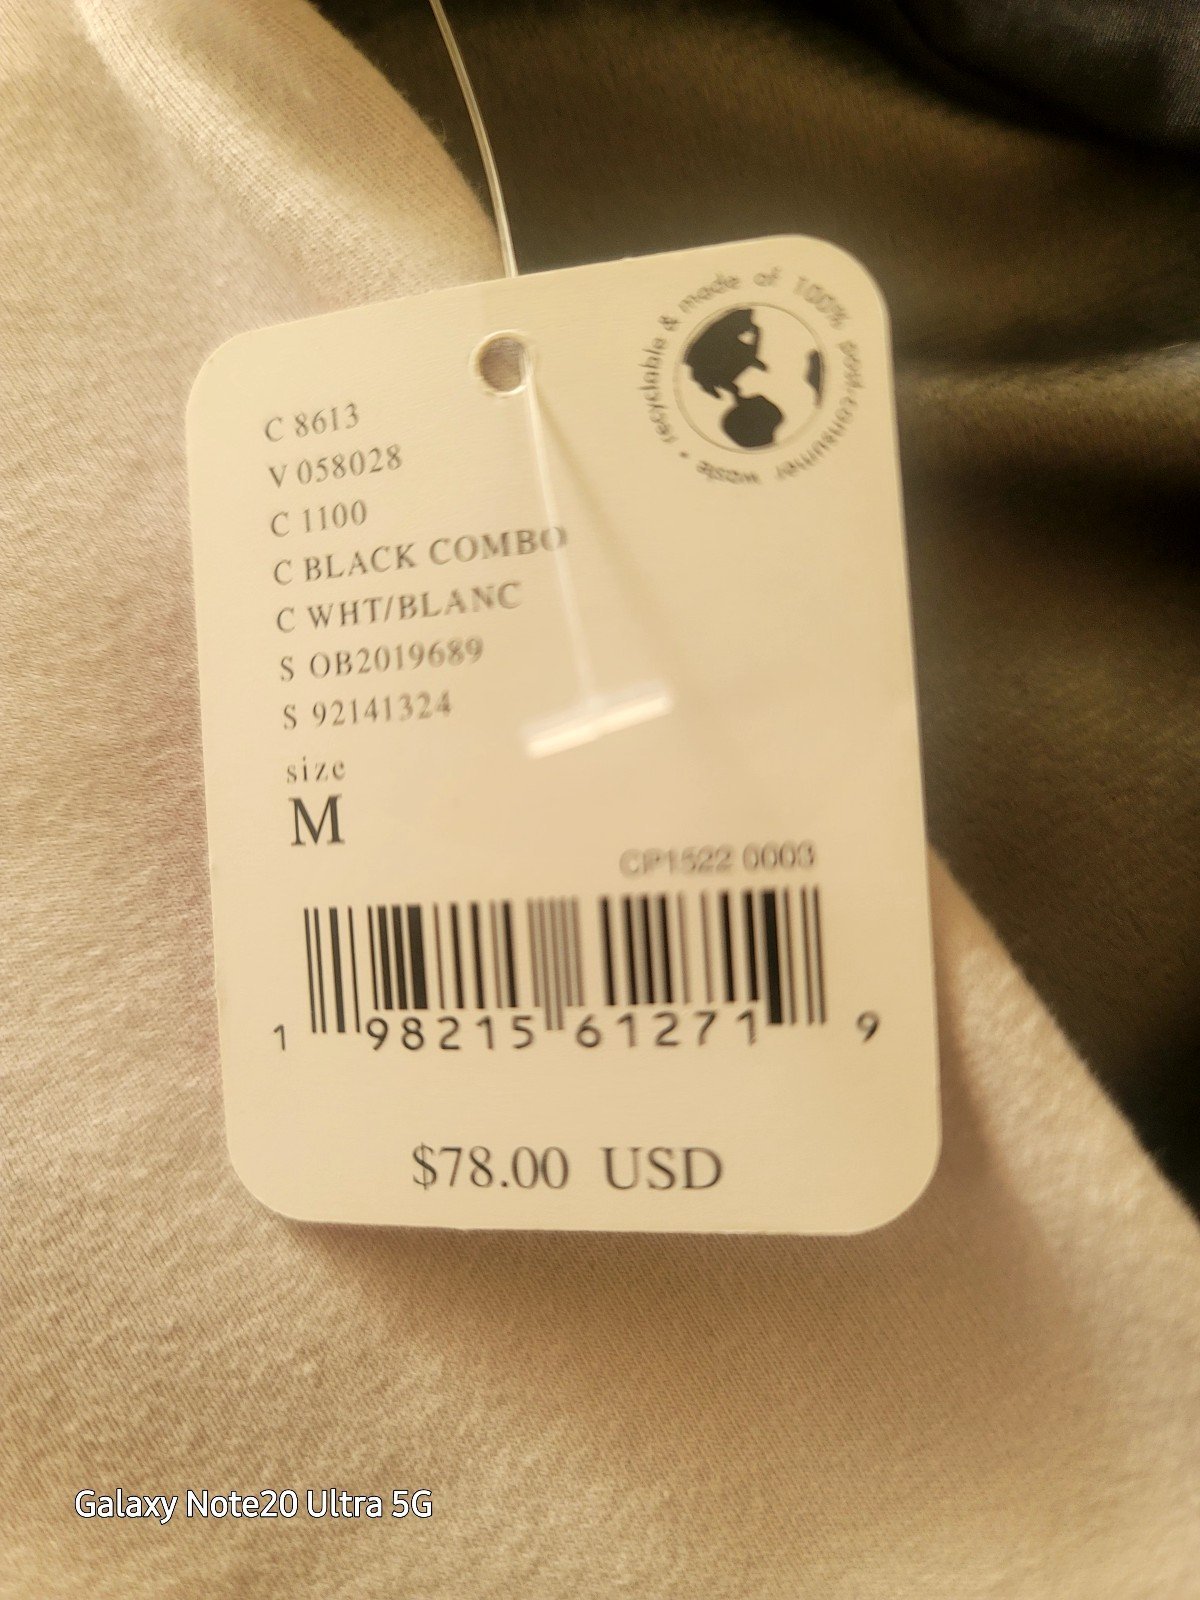 recyclable & made of 100% post-consumer waste •
C 8613
V 058028
C 1100
C BLACK COMBO
C WHT/BLANC
S OB2019689
S 92141324
size
M
CP1522 0003
1 98215 61271 9
$78.00 USD
Galaxy Note20 Ultra 5G